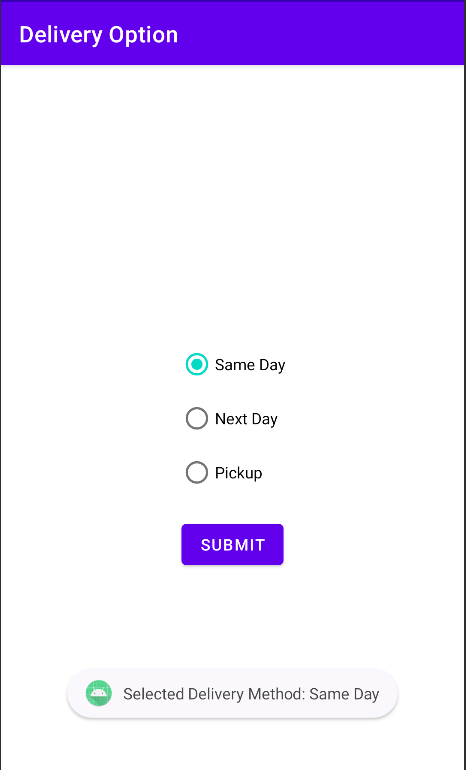 Delivery Option
Same Day
Next Day
Pickup
SUBMIT
Selected Delivery Method: Same Day